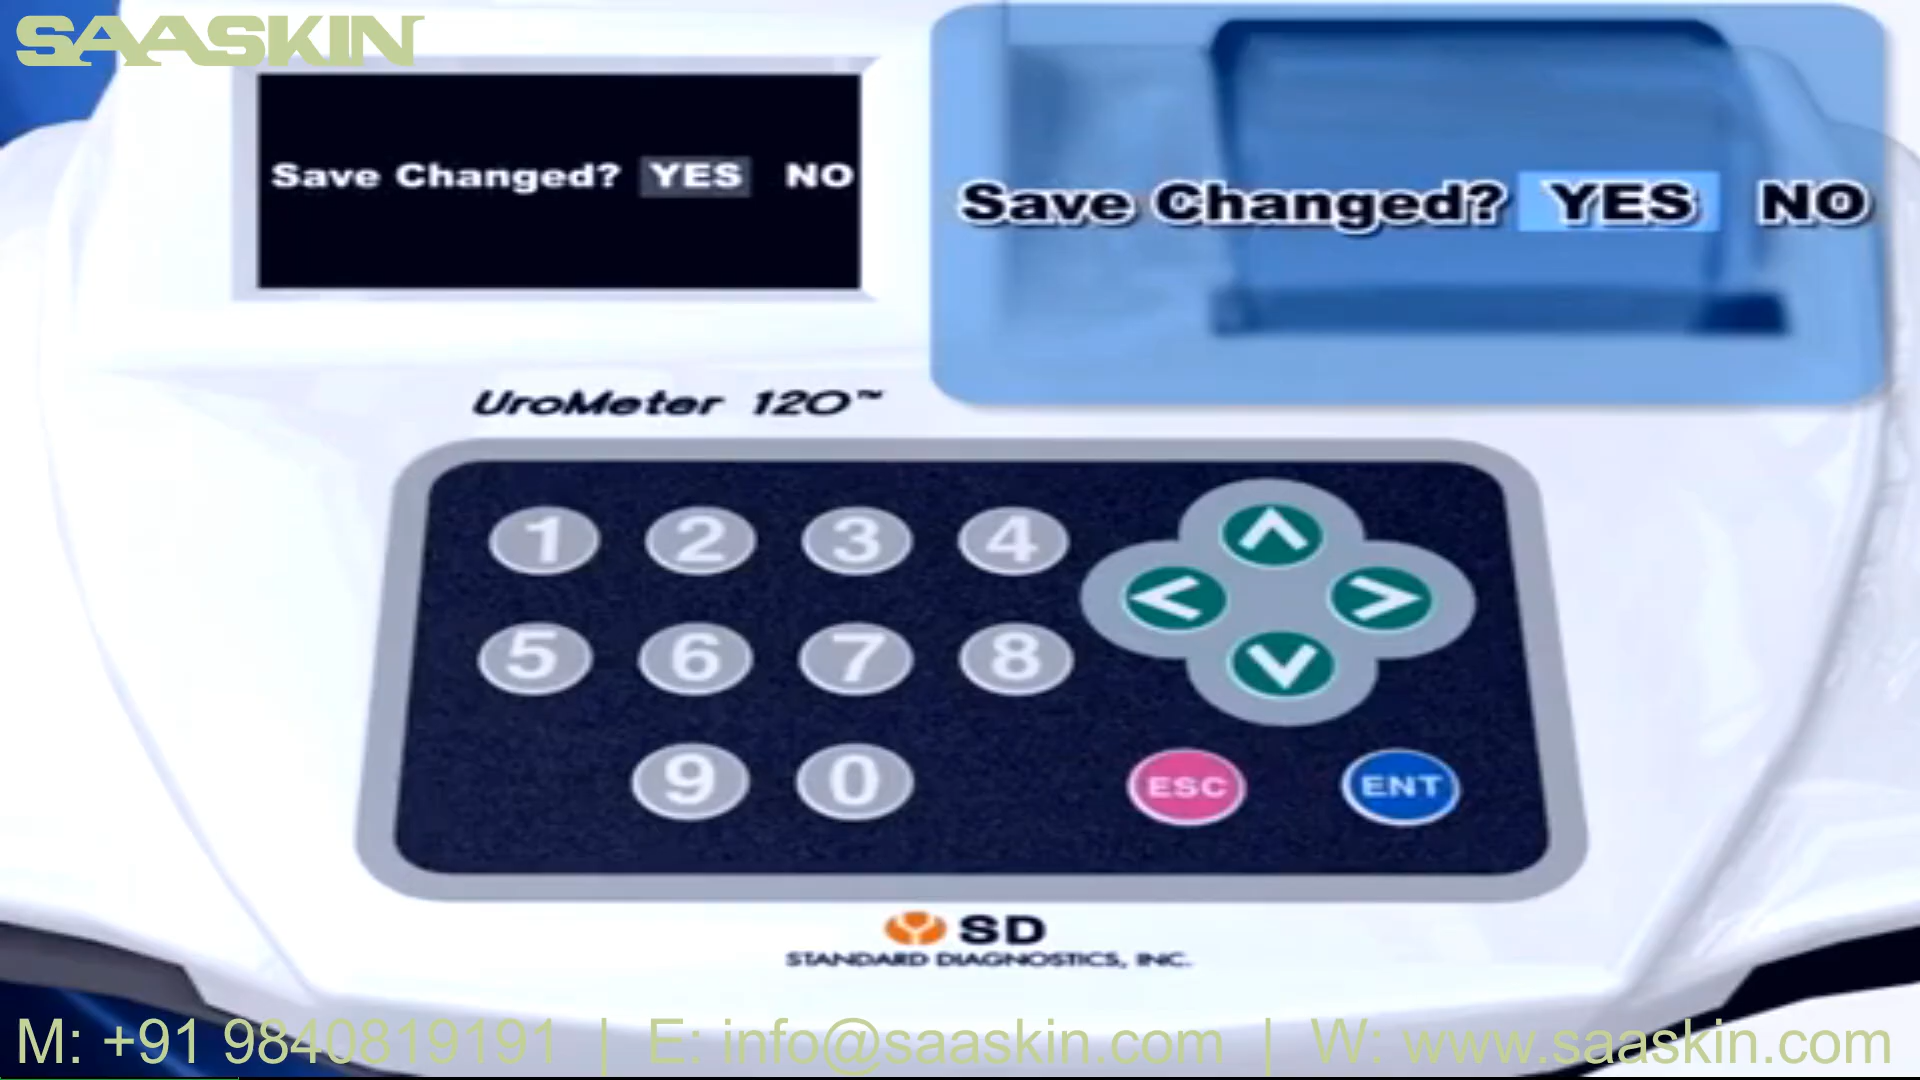 SAASKIN
Save Changed? YES NO
Save Changed? YES NO
UroMeter 120™
1 2 3 4
5 6 7 8
9 0
ESC ENT
SD
STANDARD DIAGNOSTICS, INC.
M: +91 9840819191 | E: info@saaskin.com | W: www.saaskin.com